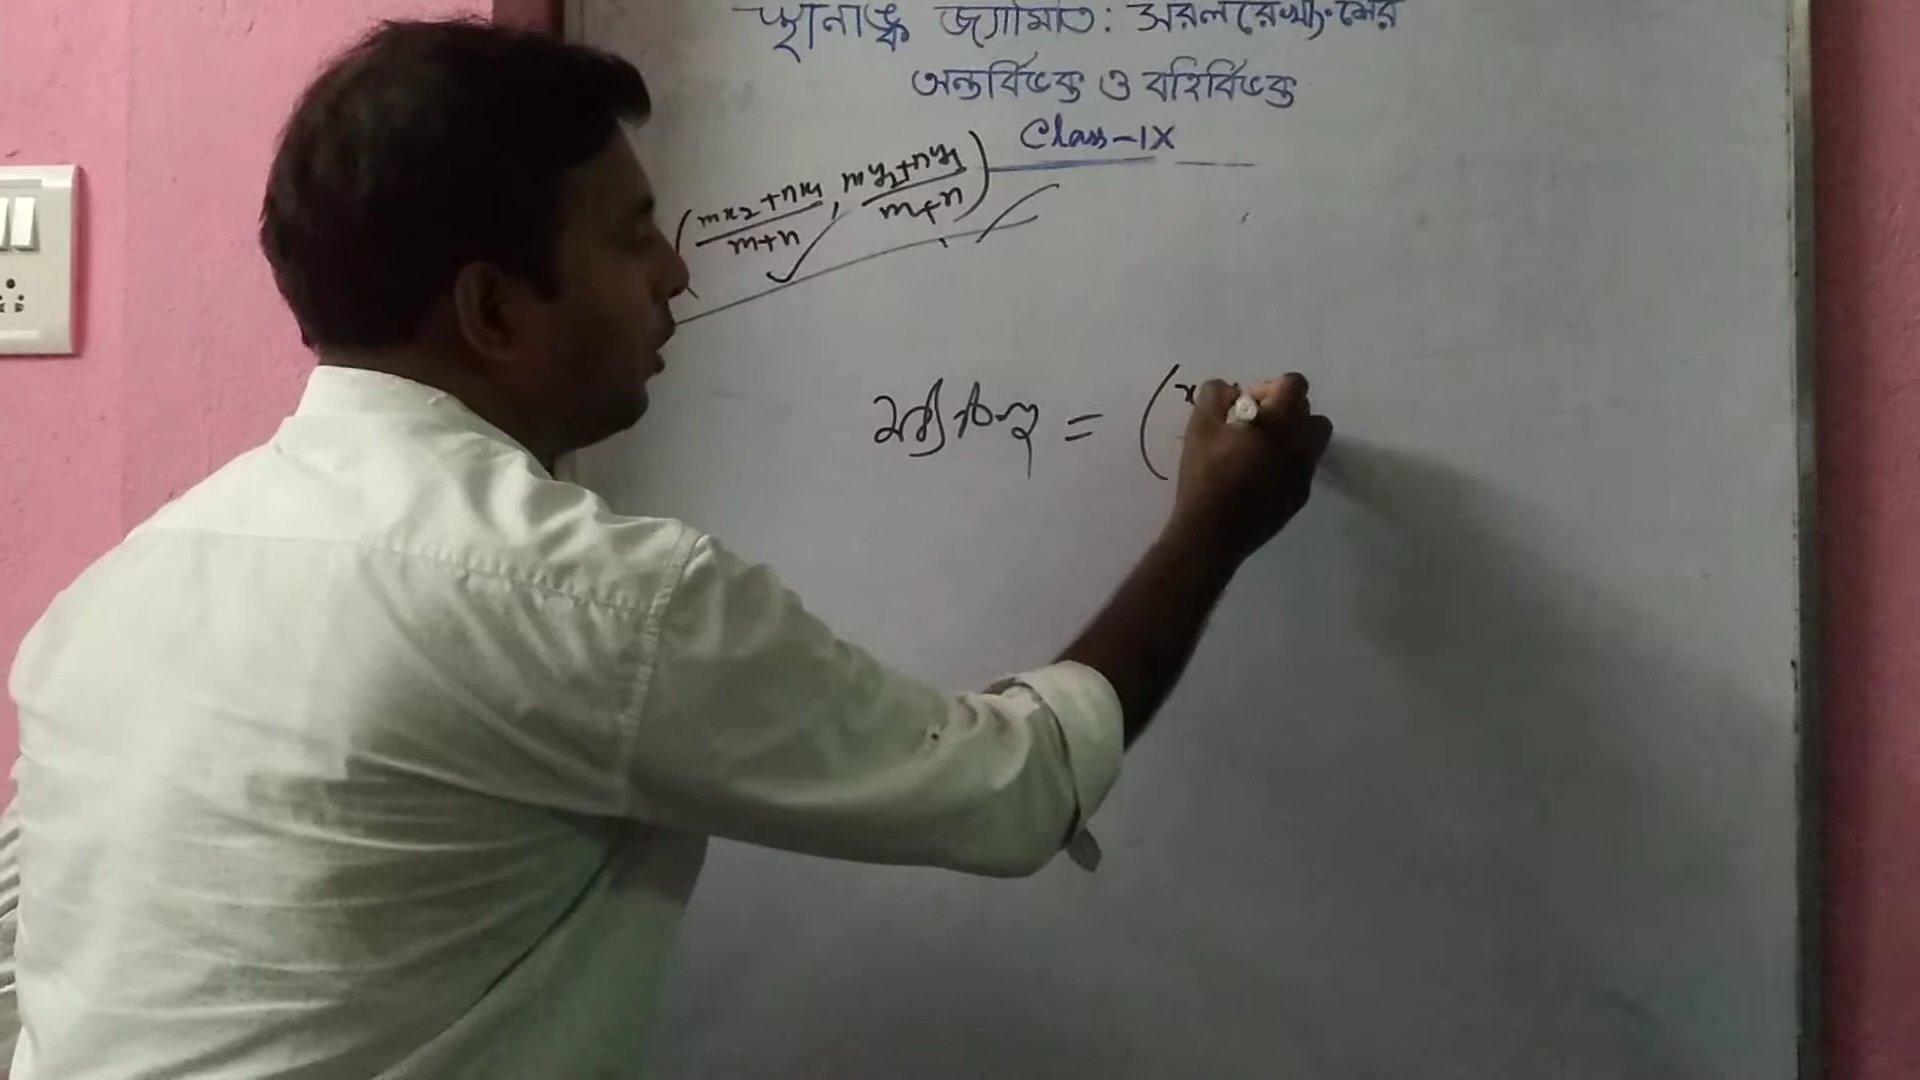 স্থানাঙ্ক জ্যামিতি: সরলরেখাংশের
অন্তর্বিভক্ত ও বহির্বিভক্ত
Class-IX
(mx₂+nx₁/m+n, my₂+ny₁/m+n)
মধ্যবিন্দু = (x